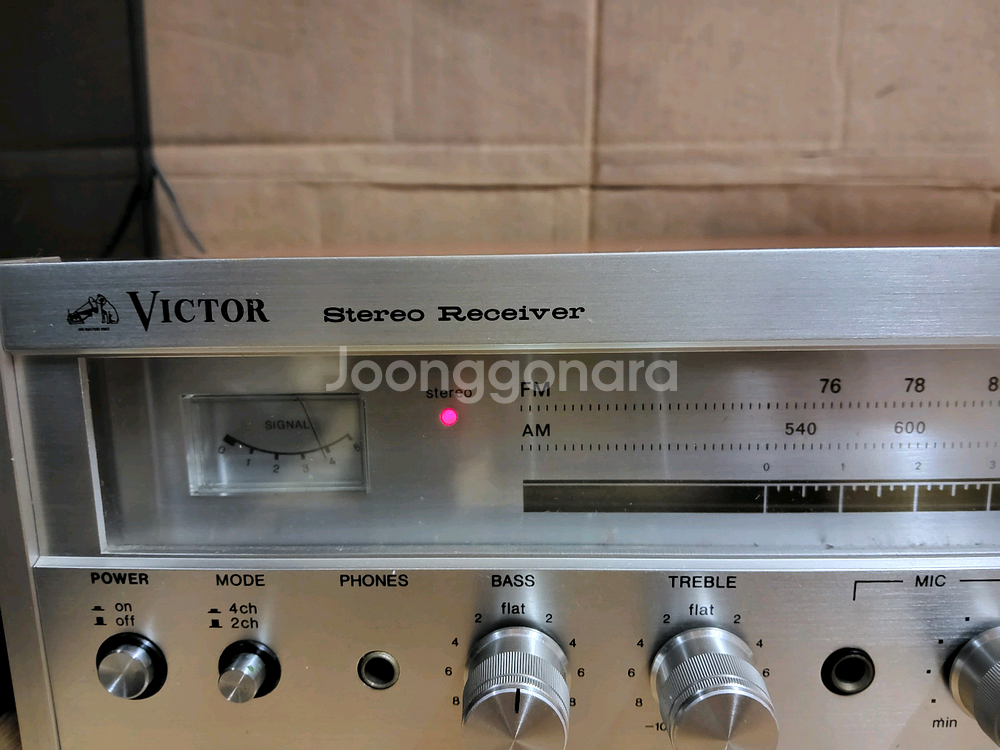 VICTOR Stereo Receiver
Joonggonara
stereo
FM 76 78 8
SIGNAL
AM 540 600
0 1 2 3 4 5
0 1 2 3
POWER MODE PHONES BASS TREBLE MIC
on 4ch flat flat
off 2ch 2 2 2 2
4 4 4 4
6 6 6 6
8 8 8
-10
min